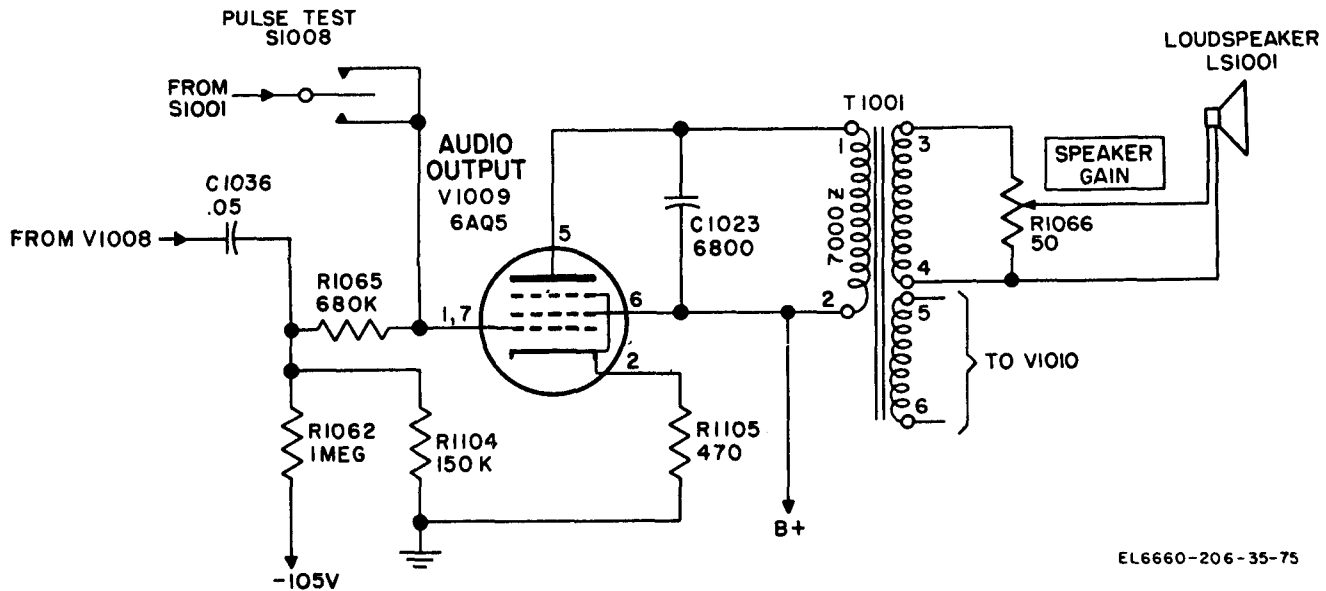 PULSE TEST
S1008
FROM
S1001
LOUDSPEAKER
LS1001
T1001
AUDIO
OUTPUT
V1009
6AQ5
C1036
.05
FROM V1008
R1065
680K
1,7
5
6
2
C1023
6800
1
7000 Z
2
3
4
5
6
SPEAKER
GAIN
R1066
50
TO V1010
R1062
1MEG
R1104
150K
R1105
470
B+
-105V
EL6660-206-35-75